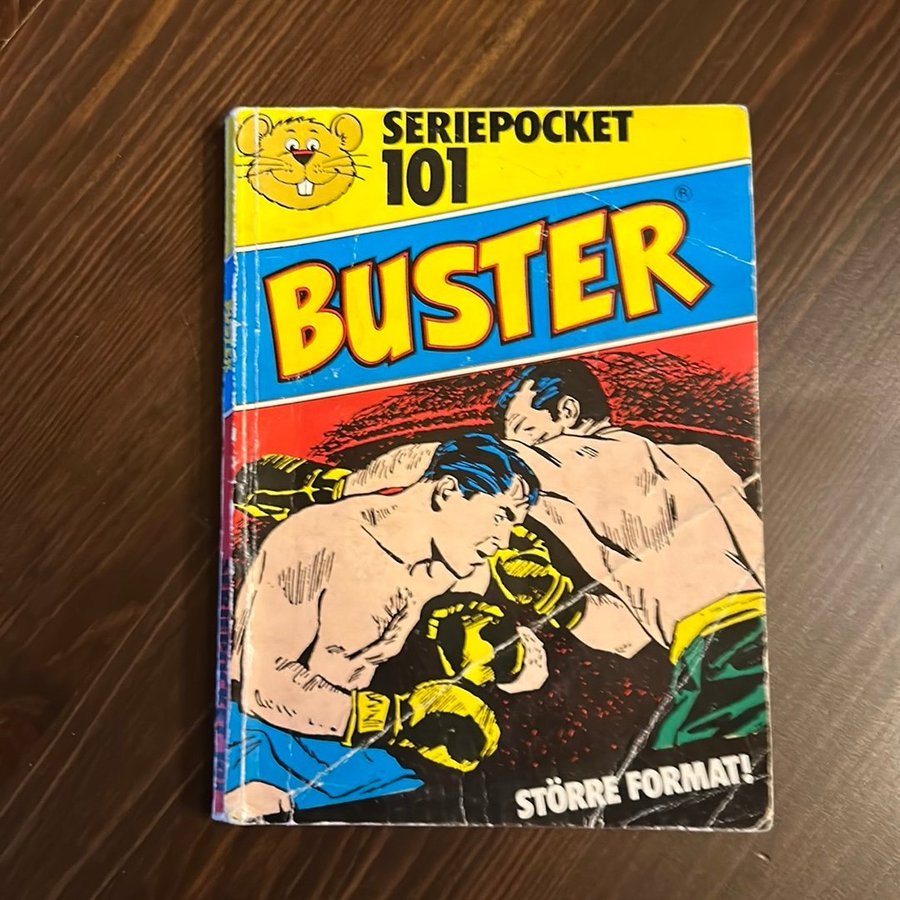 SERIEPOCKET
101
BUSTER®
STÖRRE FORMAT!